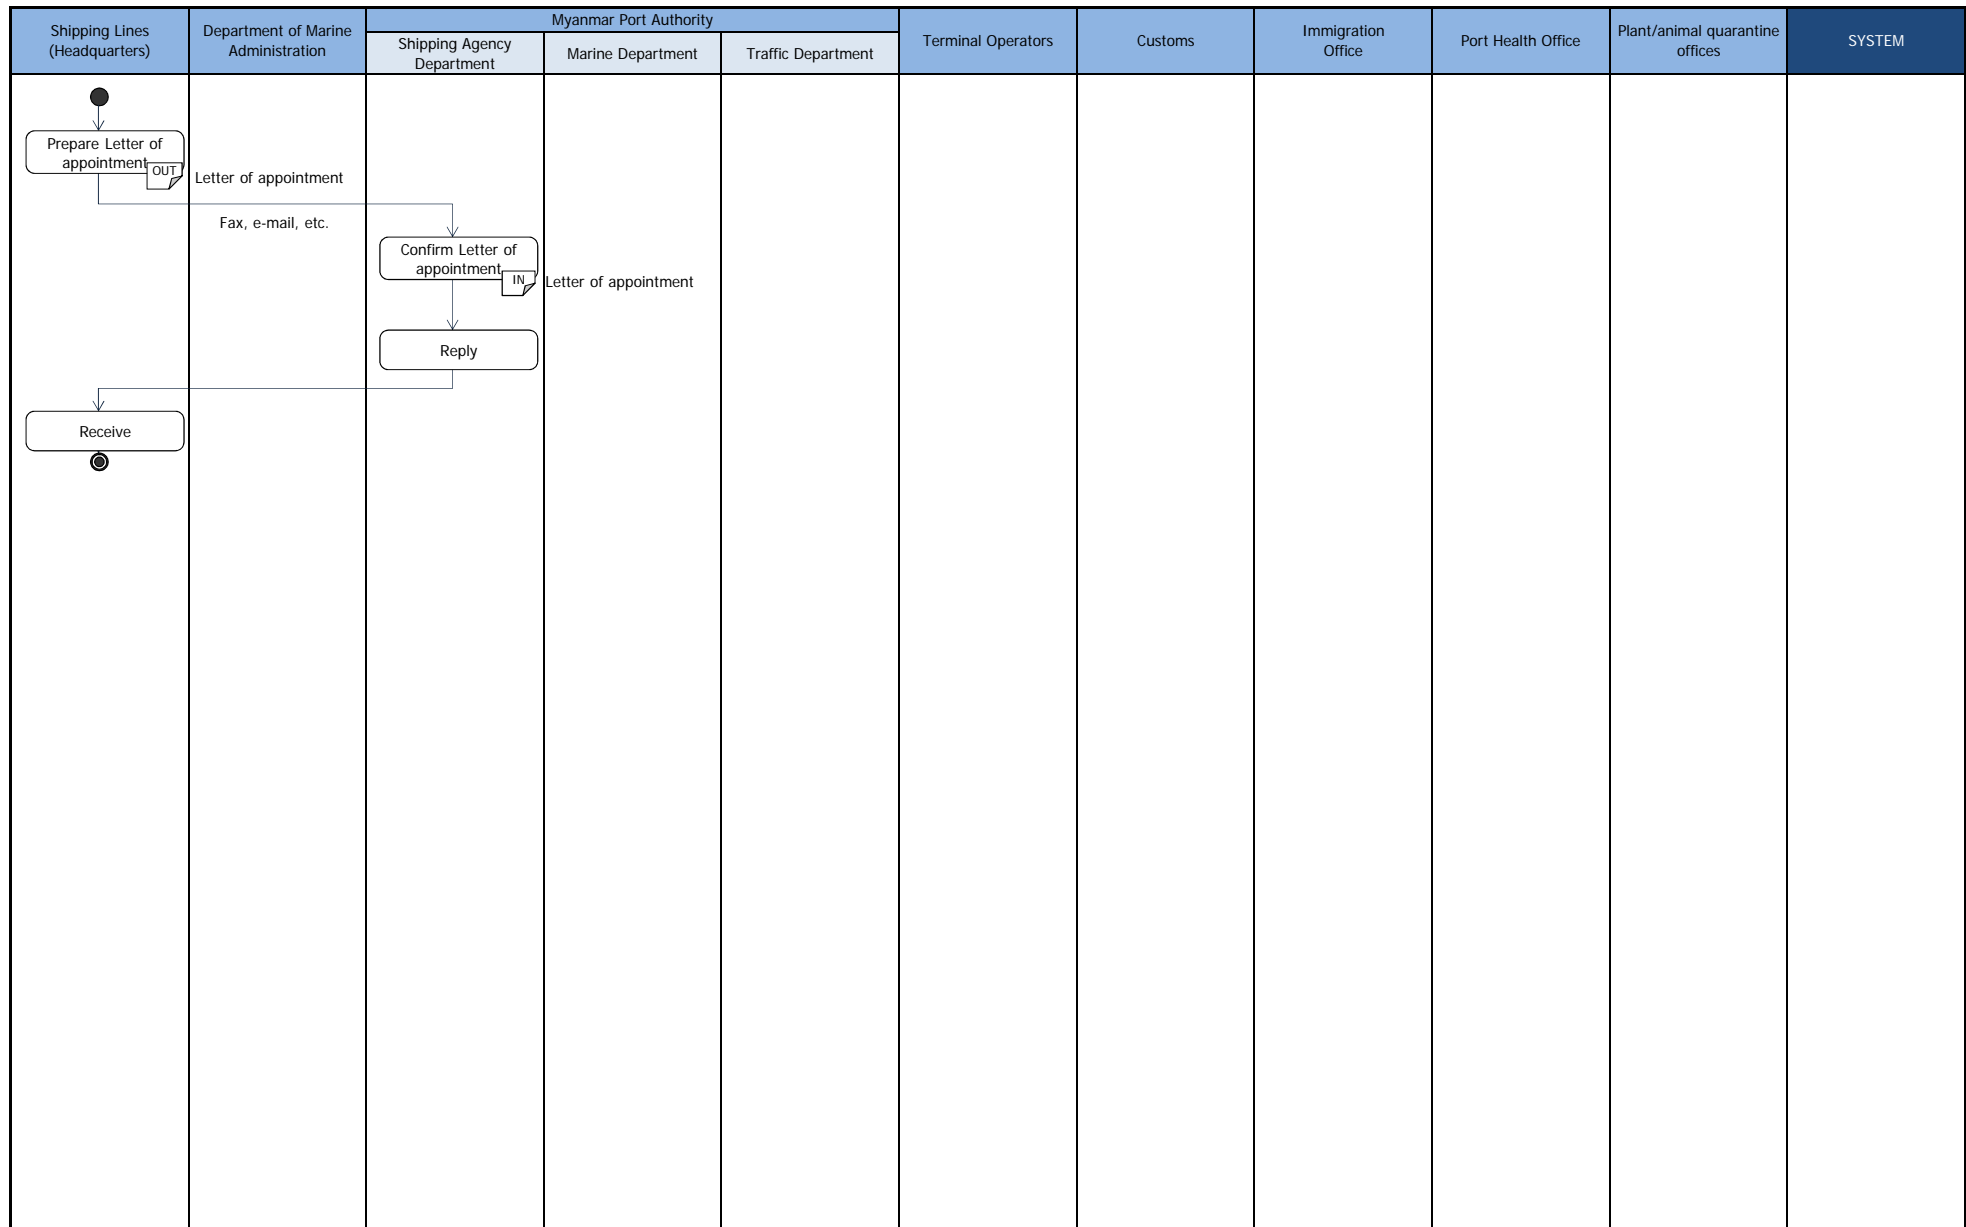 Shipping Lines
(Headquarters)
Department of Marine
Administration
Myanmar Port Authority
Shipping Agency
Department
Marine Department
Traffic Department
Terminal Operators
Customs
Immigration
Office
Port Health Office
Plant/animal quarantine
offices
SYSTEM
Prepare Letter of
appointment
OUT
Letter of appointment
Fax, e-mail, etc.
Confirm Letter of
appointment
IN
Letter of appointment
Reply
Receive